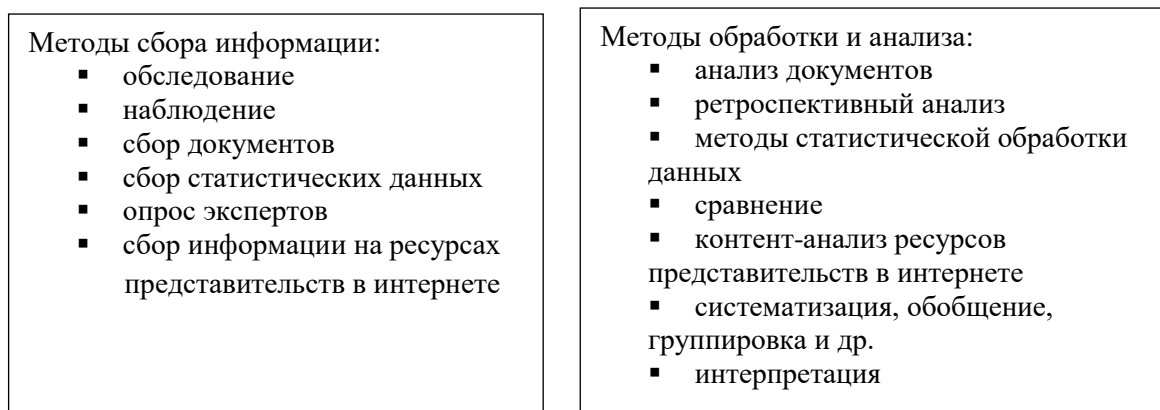 Методы сбора информации:
▪ обследование
▪ наблюдение
▪ сбор документов
▪ сбор статистических данных
▪ опрос экспертов
▪ сбор информации на ресурсах
представительств в интернете
Методы обработки и анализа:
▪ анализ документов
▪ ретроспективный анализ
▪ методы статистической обработки
данных
▪ сравнение
▪ контент-анализ ресурсов
представительств в интернете
▪ систематизация, обобщение,
группировка и др.
▪ интерпретация